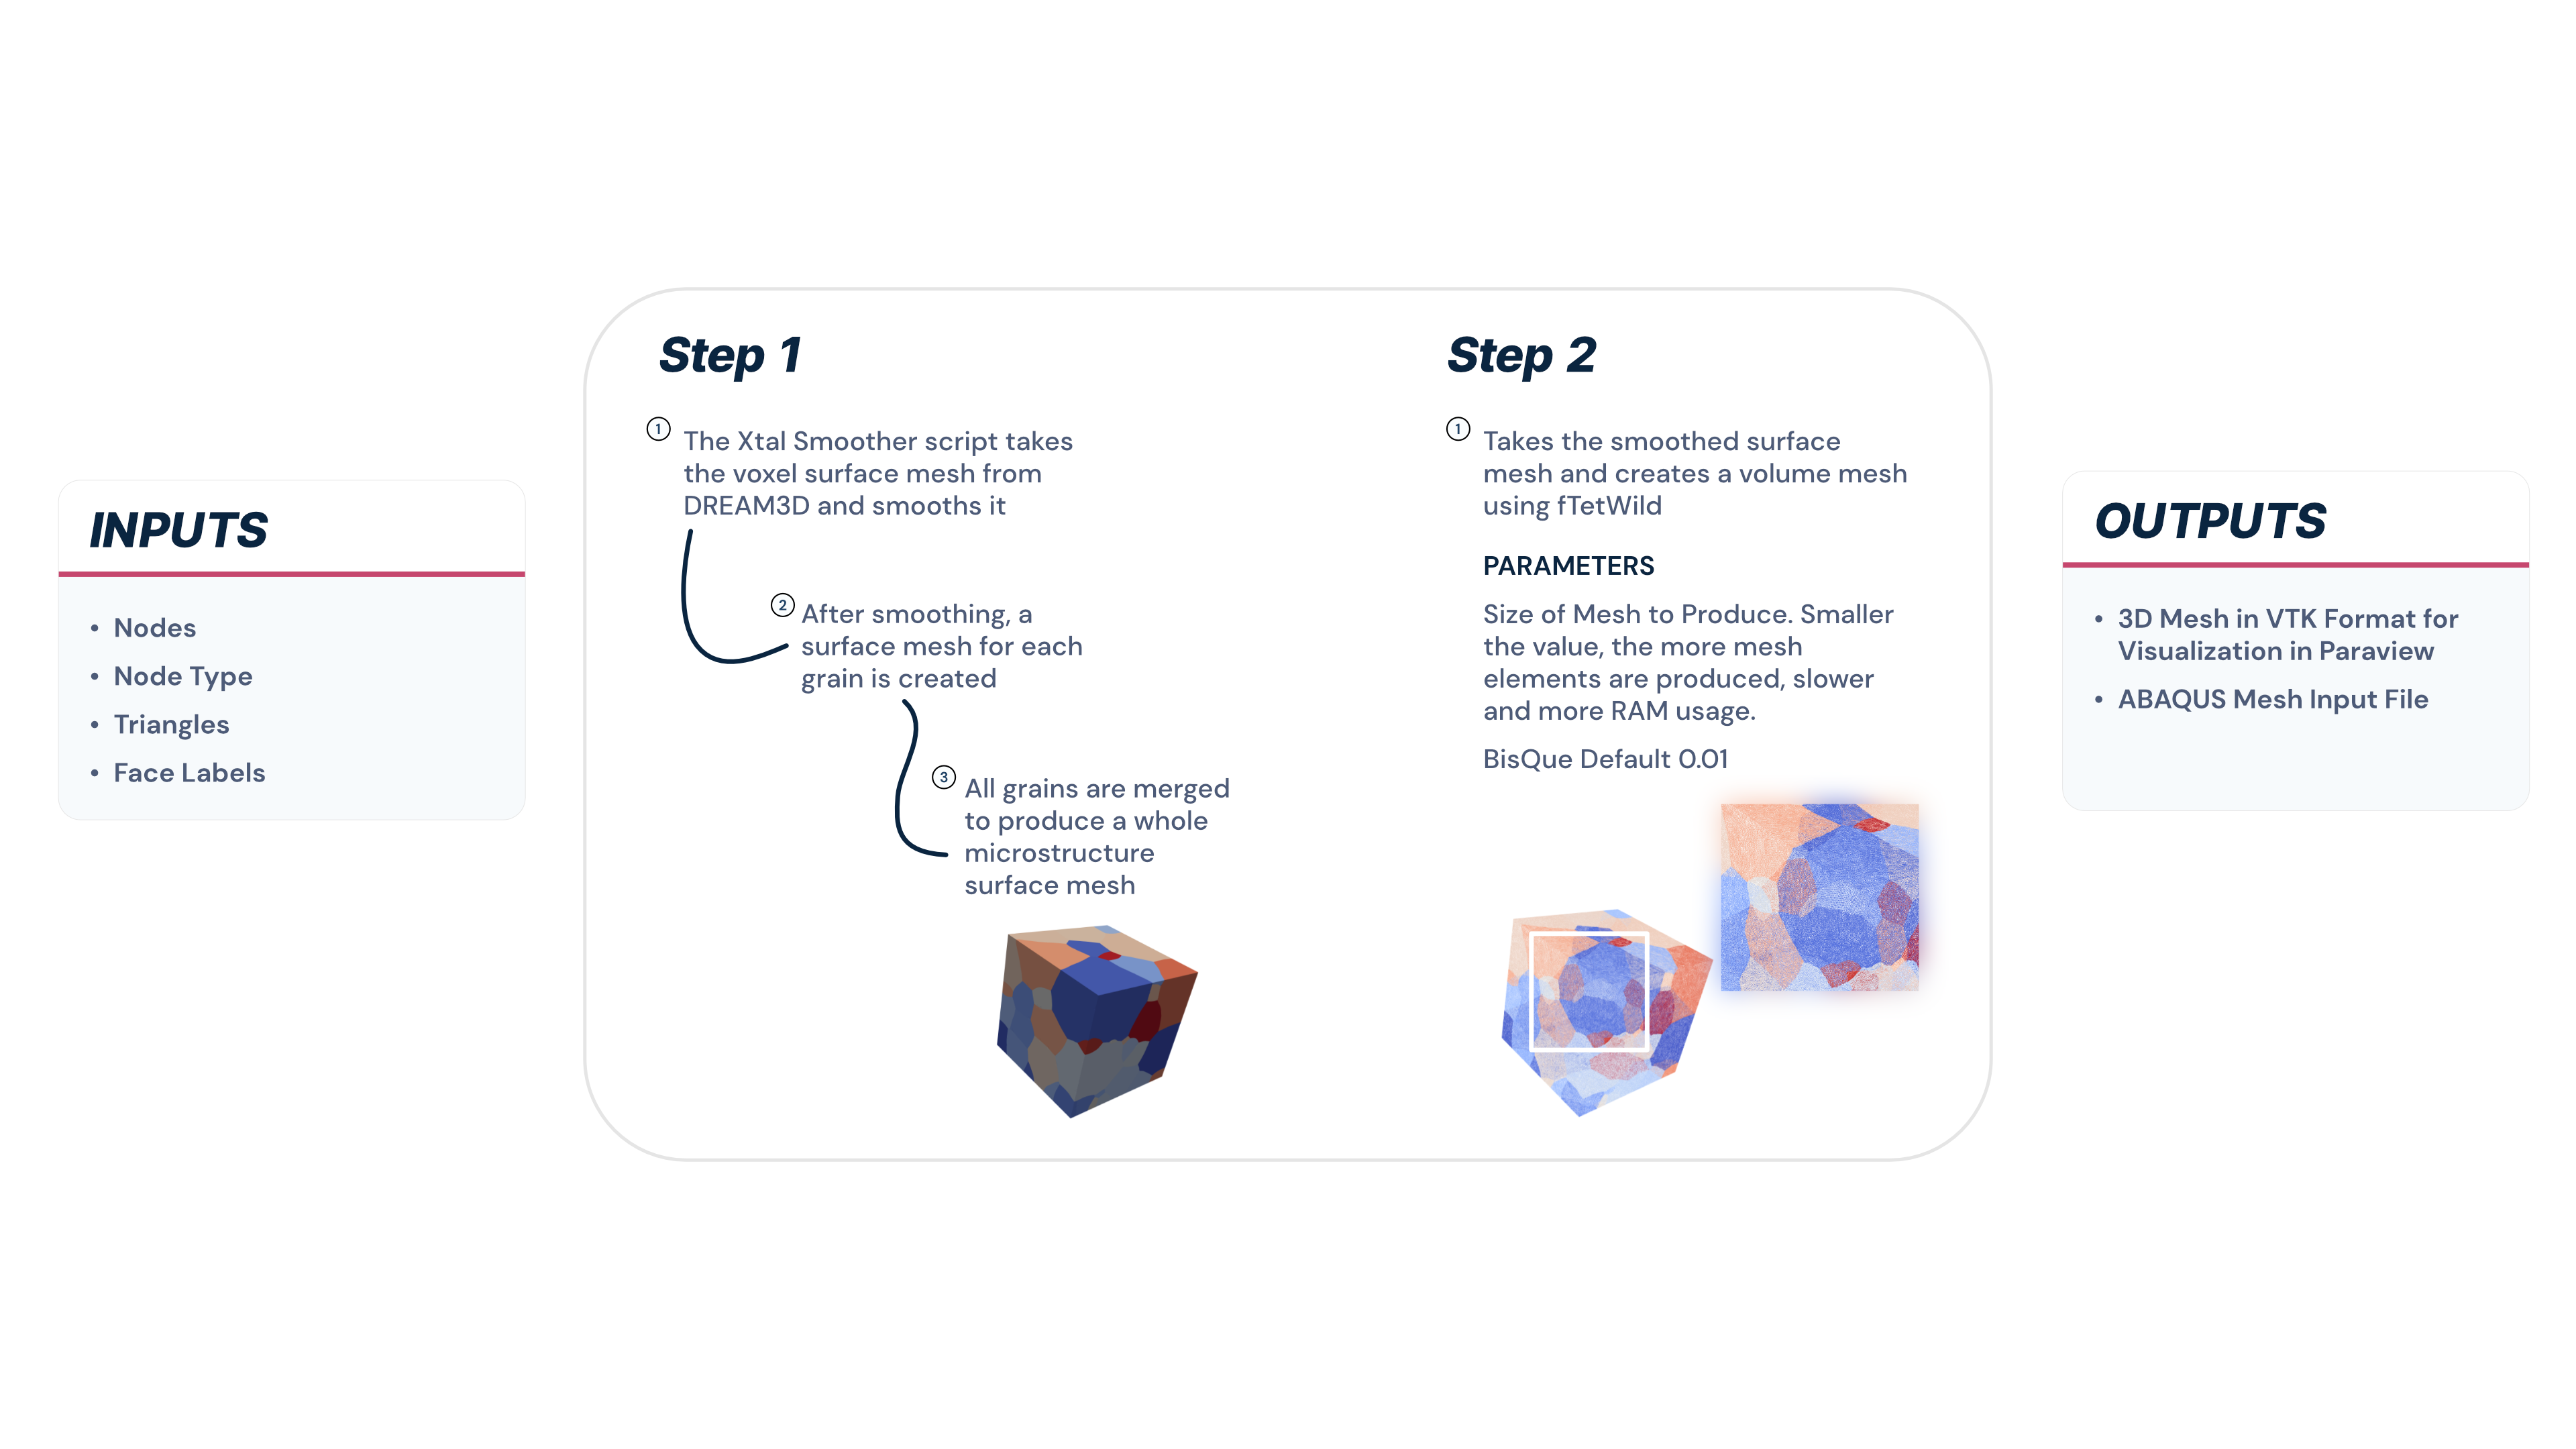 INPUTS
• Nodes
• Node Type
• Triangles
• Face Labels
Step 1
1
The Xtal Smoother script takes
the voxel surface mesh from
DREAM3D and smooths it
2
After smoothing, a
surface mesh for each
grain is created
3
All grains are merged
to produce a whole
microstructure
surface mesh
Step 2
1
Takes the smoothed surface
mesh and creates a volume mesh
using fTetWild
PARAMETERS
Size of Mesh to Produce. Smaller
the value, the more mesh
elements are produced, slower
and more RAM usage.
BisQue Default 0.01
OUTPUTS
• 3D Mesh in VTK Format for
Visualization in Paraview
• ABAQUS Mesh Input File